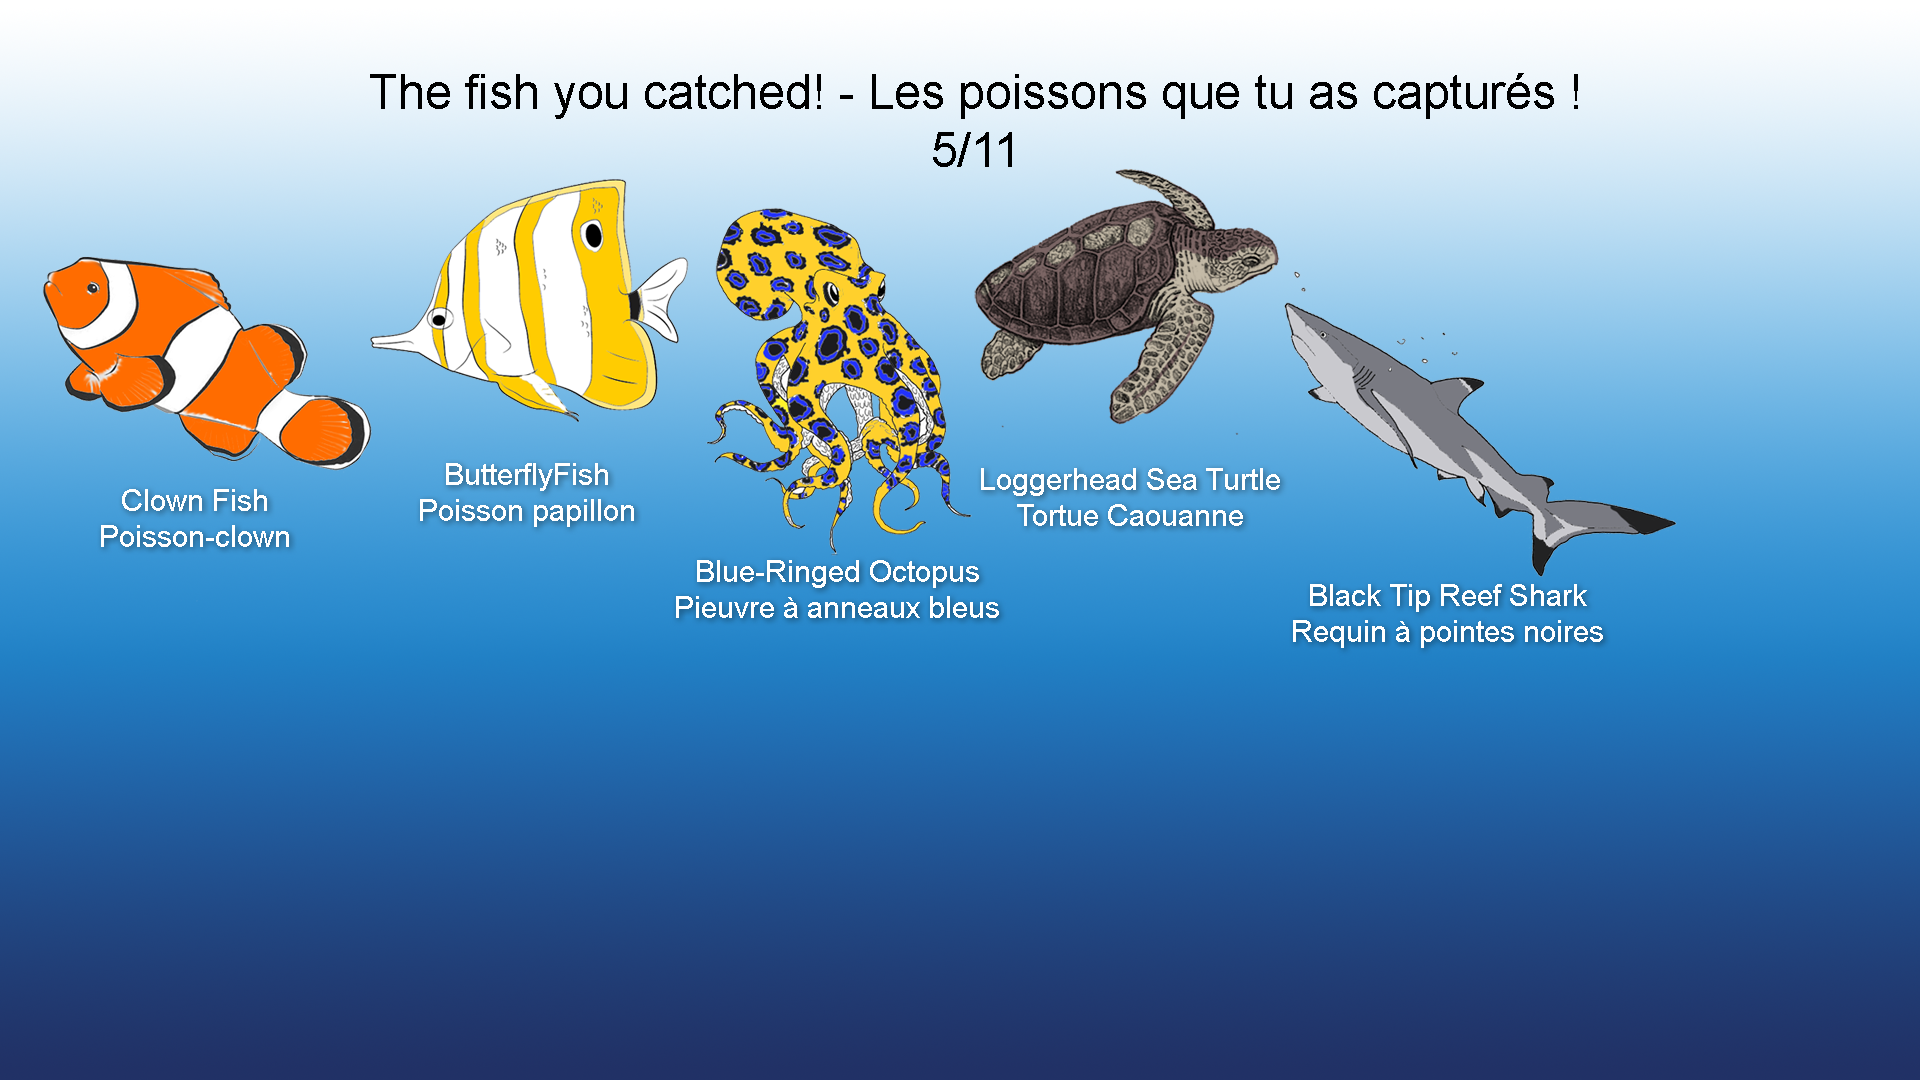 The fish you catched! - Les poissons que tu as capturés !
5/11
Clown Fish
Poisson-clown
ButterflyFish
Poisson papillon
Blue-Ringed Octopus
Pieuvre à anneaux bleus
Loggerhead Sea Turtle
Tortue Caouanne
Black Tip Reef Shark
Requin à pointes noires